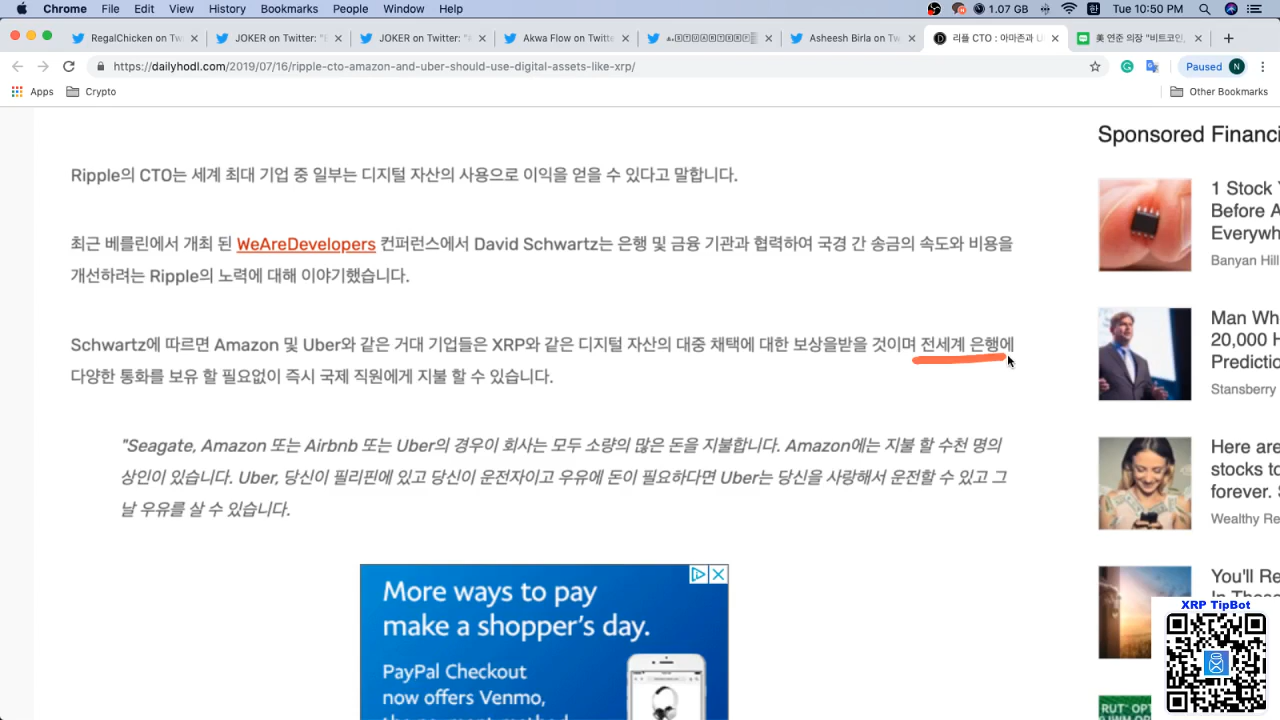 Chrome File Edit View History Bookmarks People Window Help 1.07 GB 한 Tue 10:50 PM
RegalChicken on Tw JOKER on Twitter: " JOKER on Twitter: " Akwa Flow on Twitte Asheesh Birla on Tw 리플 CTO : 아마존과 U 美 연준 의장 "비트코인,
https://dailyhodl.com/2019/07/16/ripple-cto-amazon-and-uber-should-use-digital-assets-like-xrp/ Paused N
Apps Crypto Other Bookmarks
Ripple의 CTO는 세계 최대 기업 중 일부는 디지털 자산의 사용으로 이익을 얻을 수 있다고 말합니다.
최근 베를린에서 개최 된 WeAreDevelopers 컨퍼런스에서 David Schwartz는 은행 및 금융 기관과 협력하여 국경 간 송금의 속도와 비용을
개선하려는 Ripple의 노력에 대해 이야기했습니다.
Schwartz에 따르면 Amazon 및 Uber와 같은 거대 기업들은 XRP와 같은 디지털 자산의 대중 채택에 대한 보상을받을 것이며 전세계 은행에
다양한 통화를 보유 할 필요없이 즉시 국제 직원에게 지불 할 수 있습니다.
"Seagate, Amazon 또는 Airbnb 또는 Uber의 경우이 회사는 모두 소량의 많은 돈을 지불합니다. Amazon에는 지불 할 수천 명의
상인이 있습니다. Uber, 당신이 필리핀에 있고 당신이 운전자이고 우유에 돈이 필요하다면 Uber는 당신을 사랑해서 운전할 수 있고 그
날 우유를 살 수 있습니다.
More ways to pay
make a shopper's day.
PayPal Checkout
now offers Venmo,
the payment method
Sponsored Financi
1 Stock Y
Before A
Everywh
Banyan Hill
Man Wh
20,000 H
Predictio
Stansberry
Here are
stocks to
forever. S
Wealthy Re
You'll Re
In These
XRP TipBot
RUT° OPT